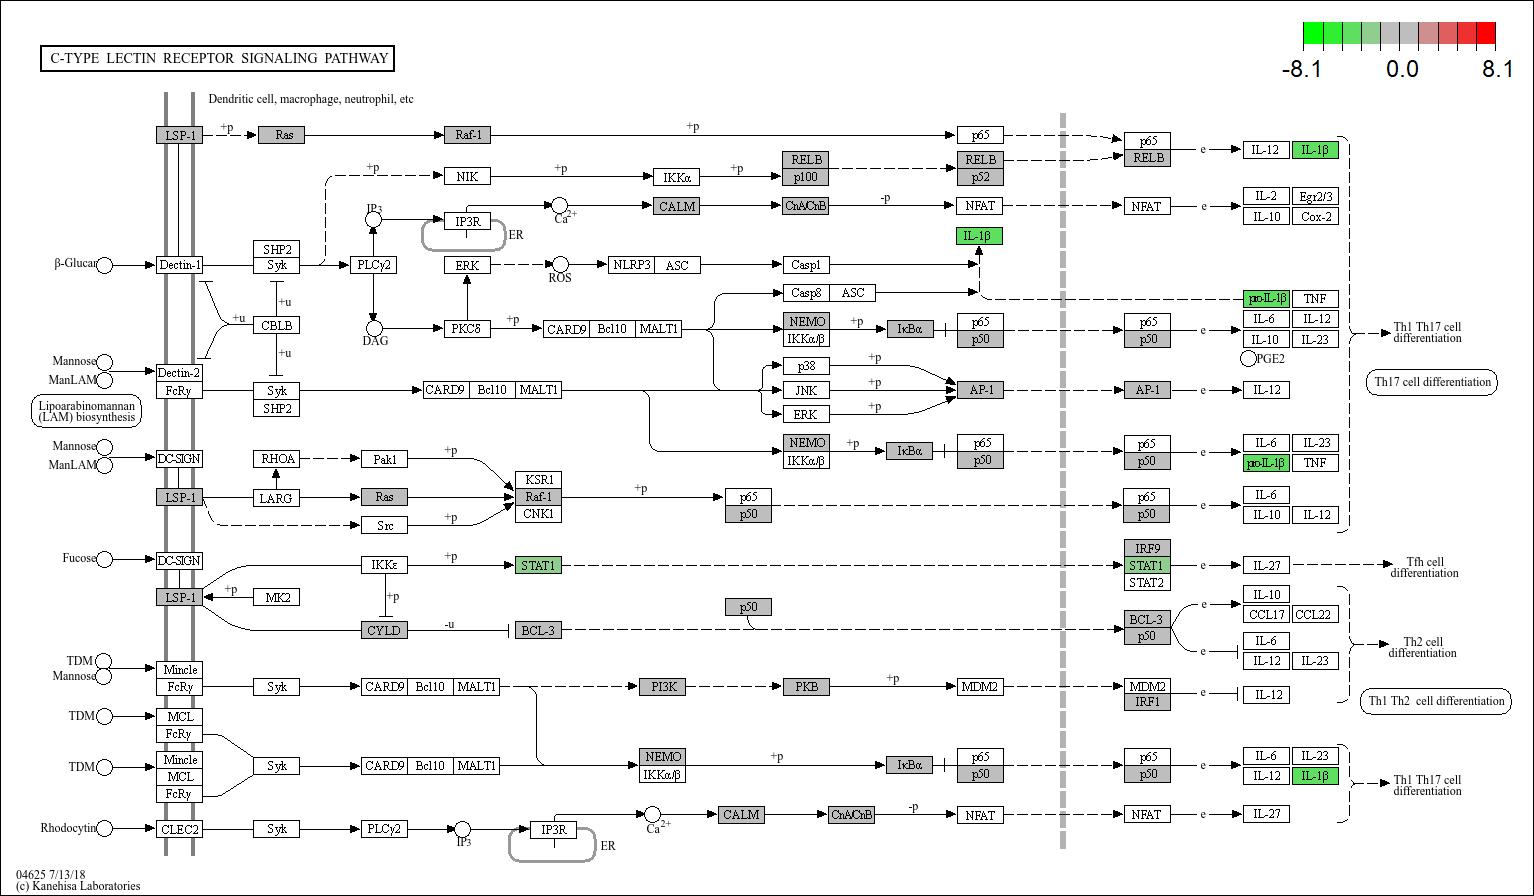 C-TYPE LECTIN RECEPTOR SIGNALING PATHWAY
-8.1 0.0 8.1
Dendritic cell, macrophage, neutrophil, etc
LSP-1 +p Ras Raf-1 +p p65 p65 RELB e IL-12 IL-1β
+p NIK +p IKKα +p RELB p100 RELB p52
IP3 IP3R ER Ca2+ CALM CnA/CnB -p NFAT NFAT e IL-2 Egr2/3
IL-10 Cox-2
IL-1β
β-Glucan Dectin-1 SHP2 Syk PLCγ2 ERK ROS NLRP3 ASC Casp1
Casp8 ASC pro-IL-1β TNF
+u CBLB +u DAG PKCδ +p CARD9 Bcl10 MALT1 NEMO IKKα/β +p IκBα p65 p50 p65 p50 e IL-6 IL-12
IL-10 IL-23
PGE2
Th1 Th17 cell
differentiation
+u
Mannose
ManLAM
Dectin-2 FcRγ Syk SHP2 CARD9 Bcl10 MALT1
p38 +p
JNK +p AP-1 AP-1 e IL-12
ERK +p
Th17 cell differentiation
Lipoarabinomannan
(LAM) biosynthesis
Mannose
ManLAM
DC-SIGN RHOA Pak1 +p NEMO IKKα/β +p IκBα p65 p50 p65 p50 e IL-6 IL-23
pro-IL-1β TNF
LSP-1 LARG Ras KSR1 Raf-1 CNK1 +p p65 p50 p65 p50 e IL-6
IL-10 IL-12
Src +p
Fucose DC-SIGN IKKε +p STAT1 IRF9 STAT1 STAT2 e IL-27
Tfh cell
differentiation
LSP-1 +p MK2 +p p50
CYLD -u BCL-3 BCL-3 p50 e IL-10
CCL17 CCL22
e IL-6
IL-12 IL-23
Th2 cell
differentiation
TDM
Mannose
Mincle FcRγ Syk CARD9 Bcl10 MALT1 PI3K PKB +p MDM2 MDM2 IRF1 e IL-12
Th1 Th2 cell differentiation
TDM MCL FcRγ
TDM Mincle MCL FcRγ Syk CARD9 Bcl10 MALT1 NEMO IKKα/β +p IκBα p65 p50 p65 p50 e IL-6 IL-23
IL-12 IL-1β
Th1 Th17 cell
differentiation
Rhodocytin CLEC2 Syk PLCγ2 IP3 IP3R ER Ca2+ CALM CnA/CnB -p NFAT NFAT e IL-27
04625 7/13/18
(c) Kanehisa Laboratories